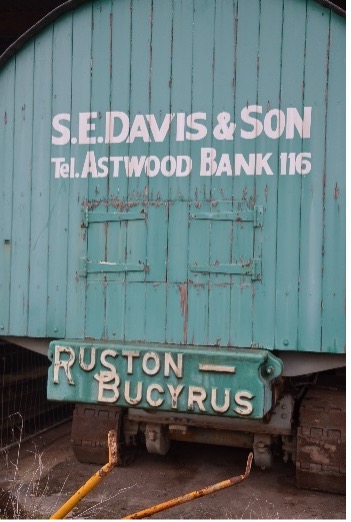 S.E.DAVIS & SON
Tel. ASTWOOD BANK 116
RUSTON —
BUCYRUS